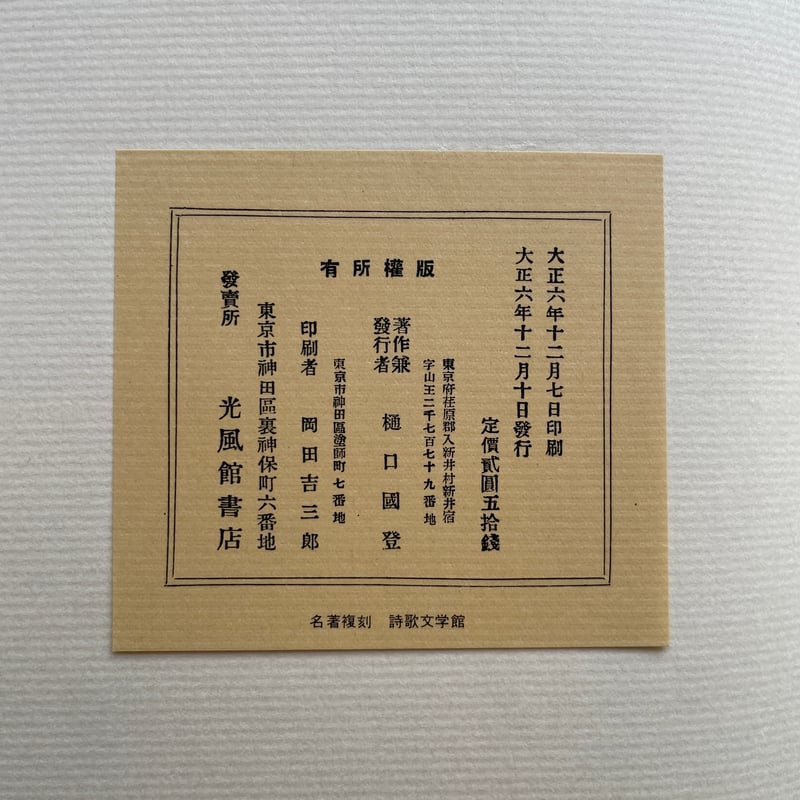 大正六年十二月七日印刷
大正六年十二月十日發行
定價貳圓五拾錢
版權所有
東京府荏原郡入新井村新井宿
字山王二千七百七十九番地
著作兼
發行者
樋口國登
東京市神田區塗師町七番地
印刷者 岡田吉三郎
東京市神田區裏神保町六番地
發賣所 光風館書店
名著複刻 詩歌文学館